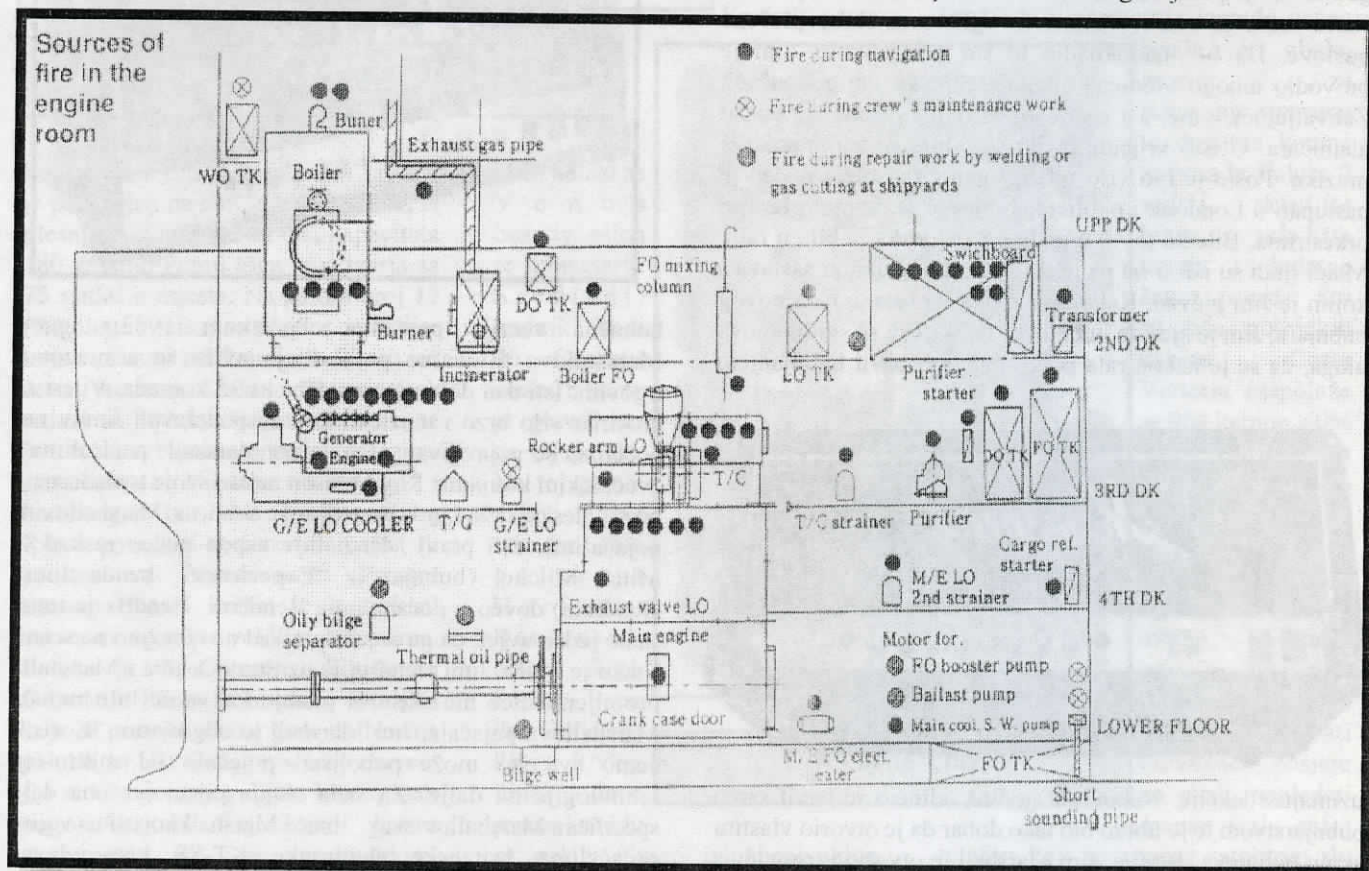 Sources of
fire in the
engine
room
Fire during navigation
Fire during crew's maintenance work
Fire during repair work by welding or
gas cutting at shipyards
WO TK
Buner
Boiler
Exhaust gas pipe
UPP DK
Swichboard
DO TK
FO mixing
column
Transformer
Burner
Incinerator
Boiler FO
LO TK
2ND DK
Purifier
starter
Generator
Engine
Rocker arm LO
T/C
DO TK
FO TK
3RD DK
G/E LO COOLER
T/G
G/E LO
strainer
T/C strainer
Purifier
Cargo ref.
starter
M/E LO
2nd strainer
4TH DK
Exhaust valve LO
Oily bilge
separator
Main engine
Motor for.
Thermal oil pipe
FO booster pump
Ballast pump
Crank case door
Main cool. S. W. pump
LOWER FLOOR
Bilge well
FO elect.
FO TK
Short
sounding pipe